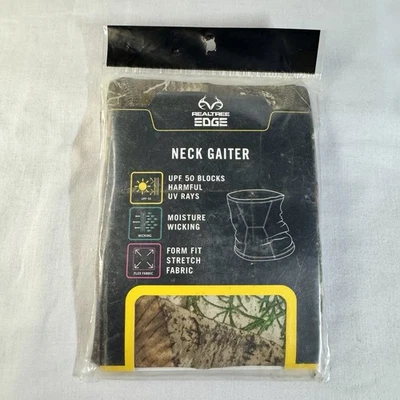 REALTREE
EDGE
NECK GAITER
UPF 50 BLOCKS
HARMFUL
UV RAYS
UPF 50
MOISTURE
WICKING
WICKING
FORM FIT
STRETCH
FABRIC
FLEX FABRIC